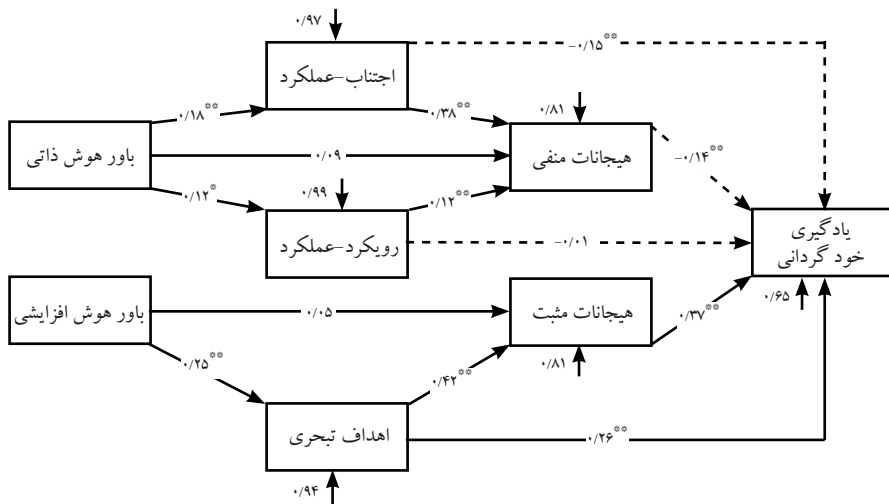 ۰/۹۷
-۰/۱۵**
اجتناب-عملکرد
۰/۱۸**
۰/۳۸**
۰/۸۱
باور هوش ذاتی
۰/۰۹
هیجانات منفی
-۰/۱۴**
۰/۱۲*
۰/۹۹
۰/۱۲**
رویکرد-عملکرد
-۰/۰۱
یادگیری
خود گردانی
باور هوش افزایشی
۰/۰۵
هیجانات مثبت
۰/۳۷**
۰/۶۵
۰/۲۵**
۰/۴۲**
۰/۸۱
اهداف تبحری
۰/۲۶**
۰/۹۴